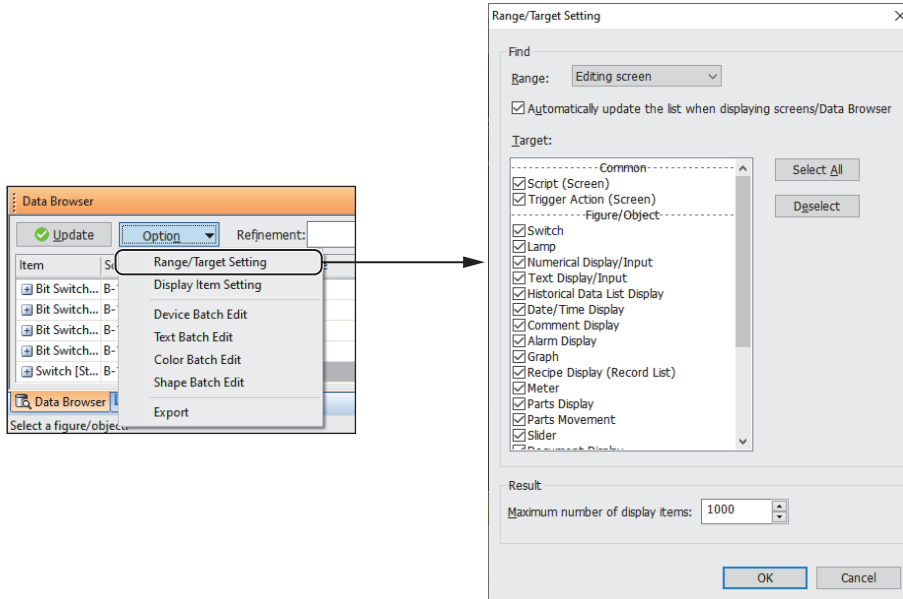 Data Browser
Update
Option
Refinement:
Item
Bit Switch... B-
Bit Switch... B-
Bit Switch... B-
Bit Switch... B-
Switch [St... B-
Range/Target Setting
Display Item Setting
Device Batch Edit
Text Batch Edit
Color Batch Edit
Shape Batch Edit
Export
Data Browser
Select a figure/object.
Range/Target Setting
Find
Range:
Editing screen
Automatically update the list when displaying screens/Data Browser
Target:
Common
Script (Screen)
Trigger Action (Screen)
Figure/Object
Switch
Lamp
Numerical Display/Input
Text Display/Input
Historical Data List Display
Date/Time Display
Comment Display
Alarm Display
Graph
Recipe Display (Record List)
Meter
Parts Display
Parts Movement
Slider
Document Display
Select All
Deselect
Result
Maximum number of display items: 1000
OK
Cancel